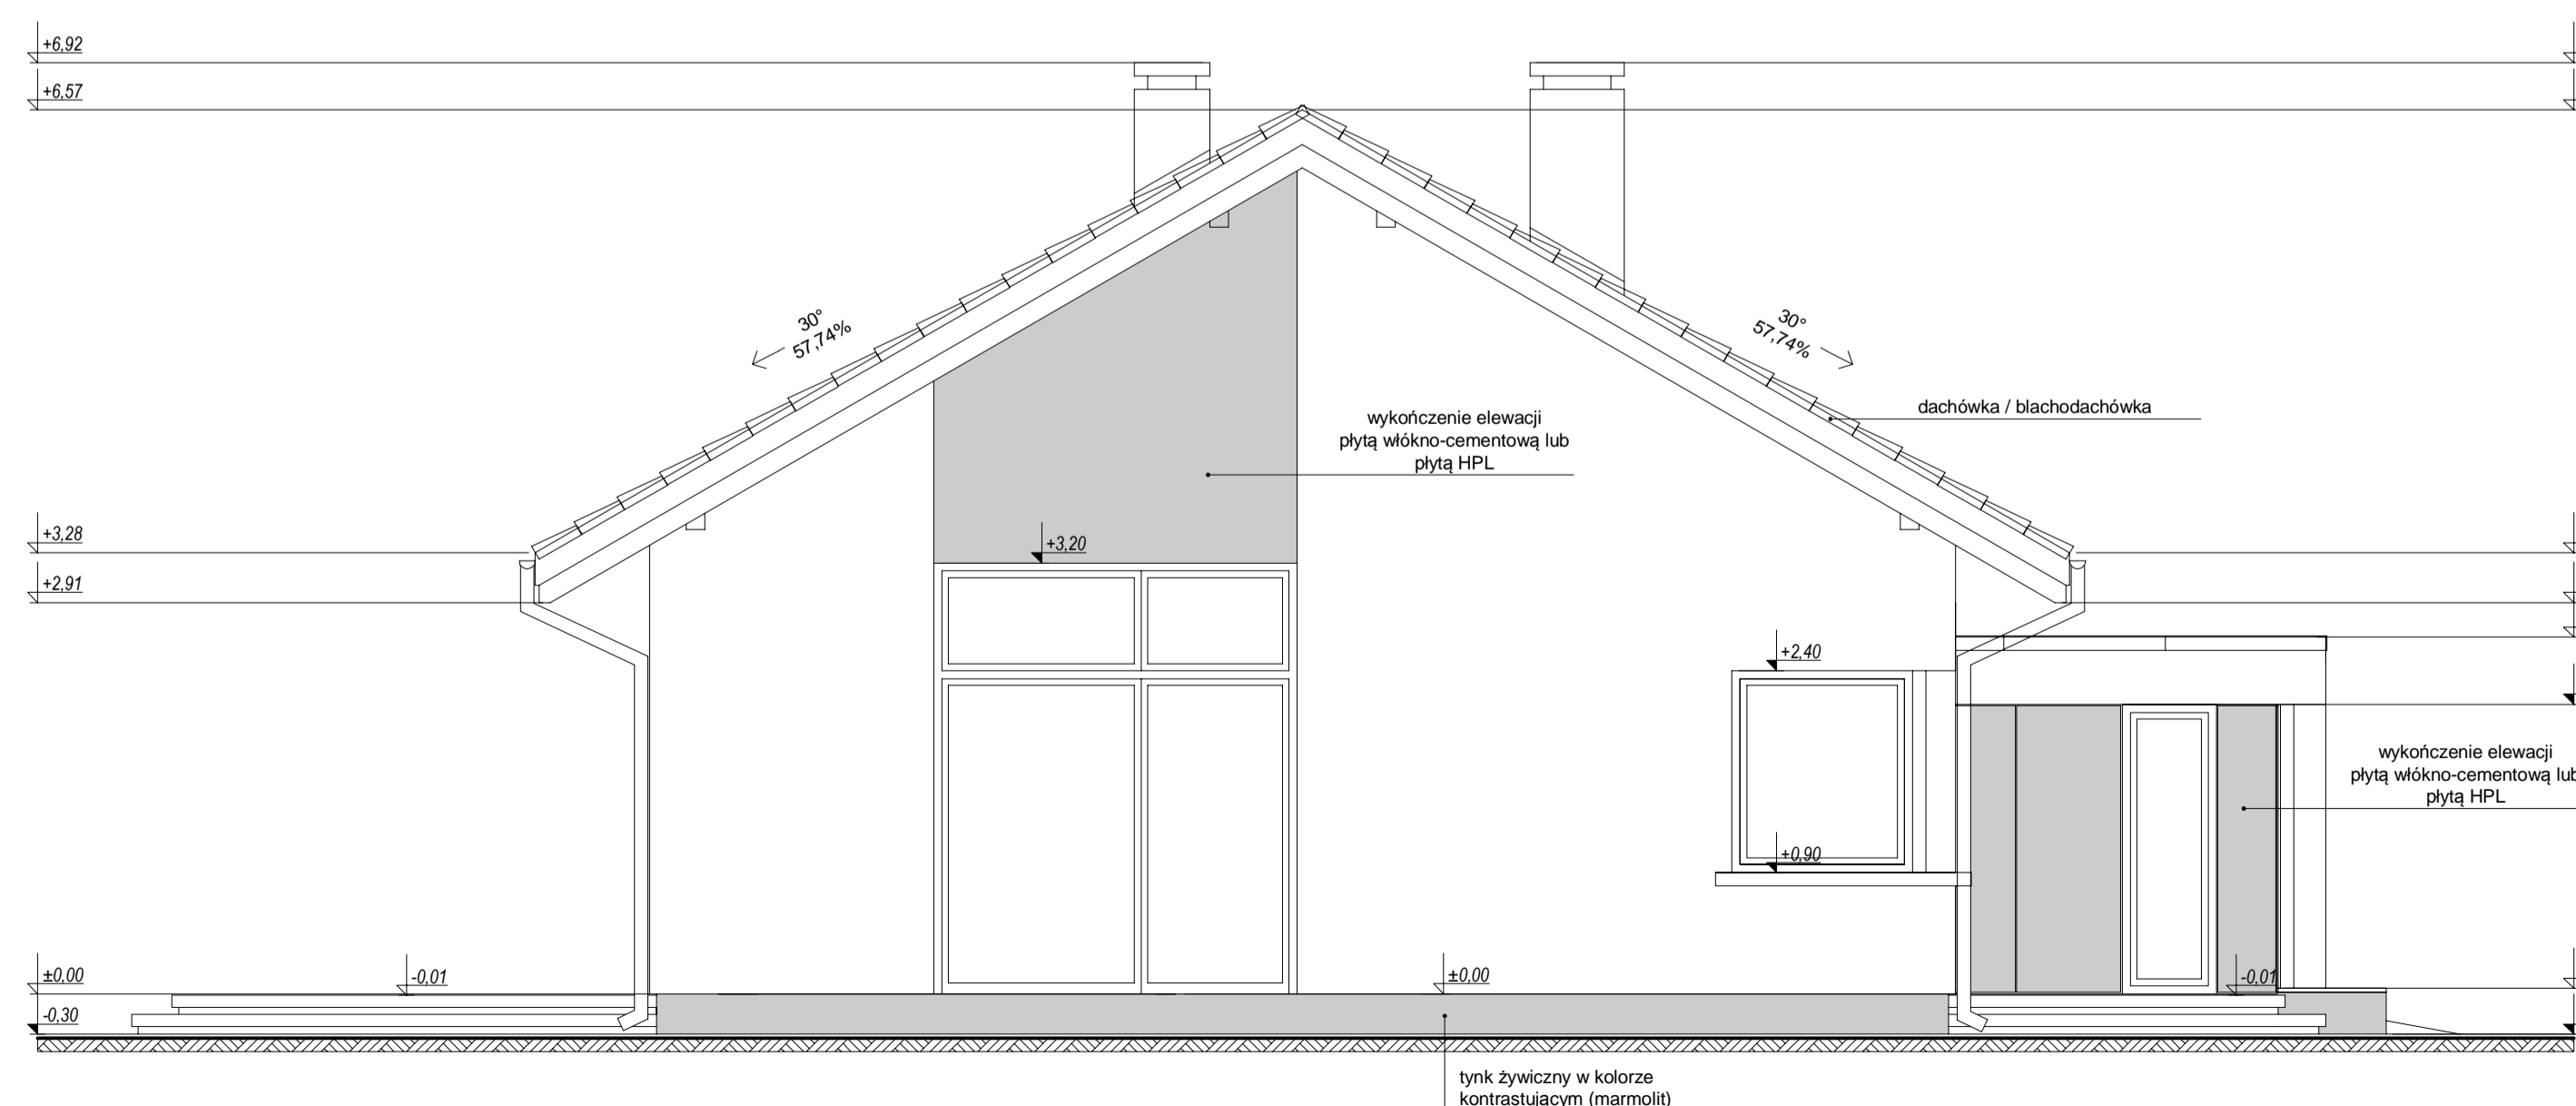 +6,92
+6,57
30°
57,74%
30°
57,74%
dachówka / blachodachówka
wykończenie elewacji
płytą włókno-cementową lub
płytą HPL
+3,28
+3,20
+2,91
+2,40
wykończenie elewacji
płytą włókno-cementową lub
płytą HPL
+0,90
±0,00
-0,01
±0,00
-0,01
-0,30
tynk żywiczny w kolorze
kontrastującym (marmolit)